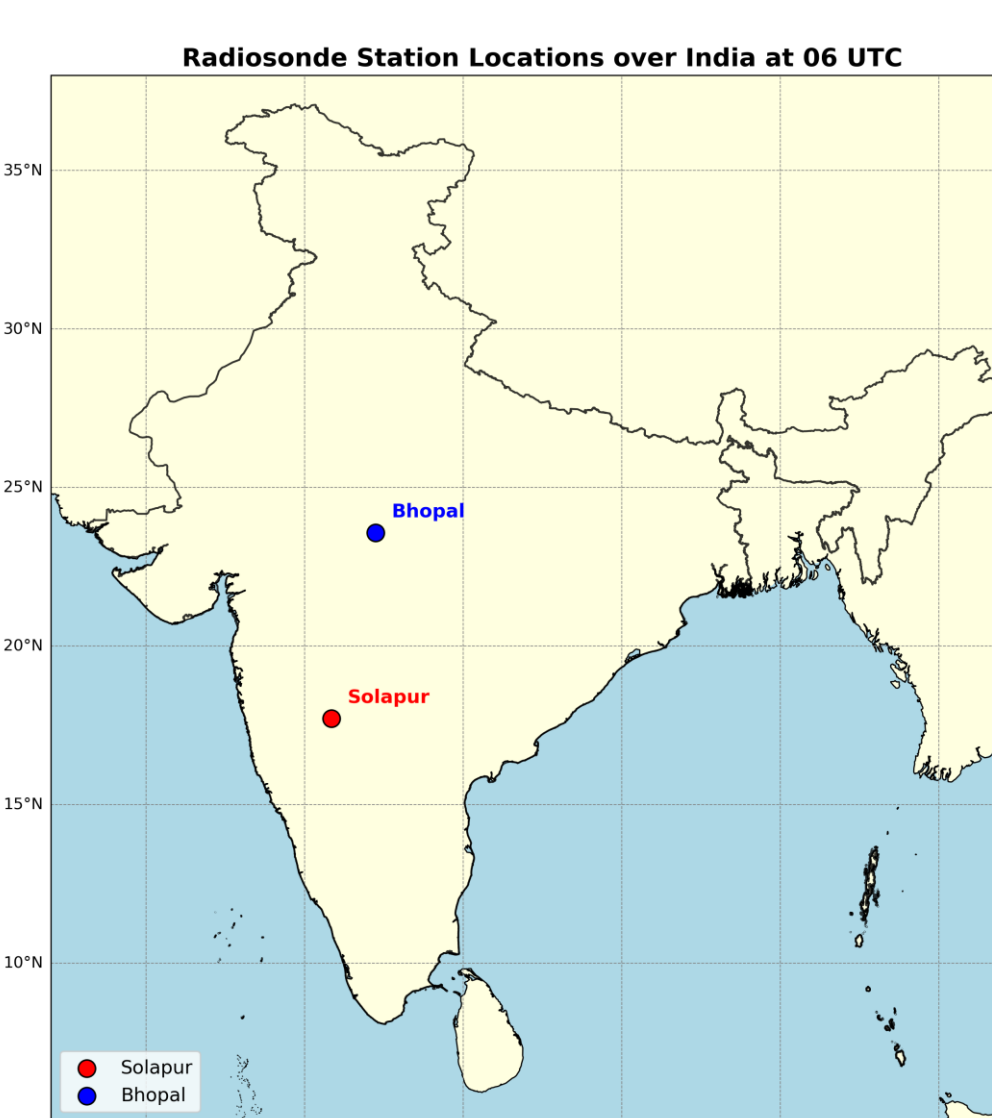 Radiosonde Station Locations over India at 06 UTC
35°N
30°N
25°N
Bhopal
20°N
Solapur
15°N
10°N
Solapur
Bhopal